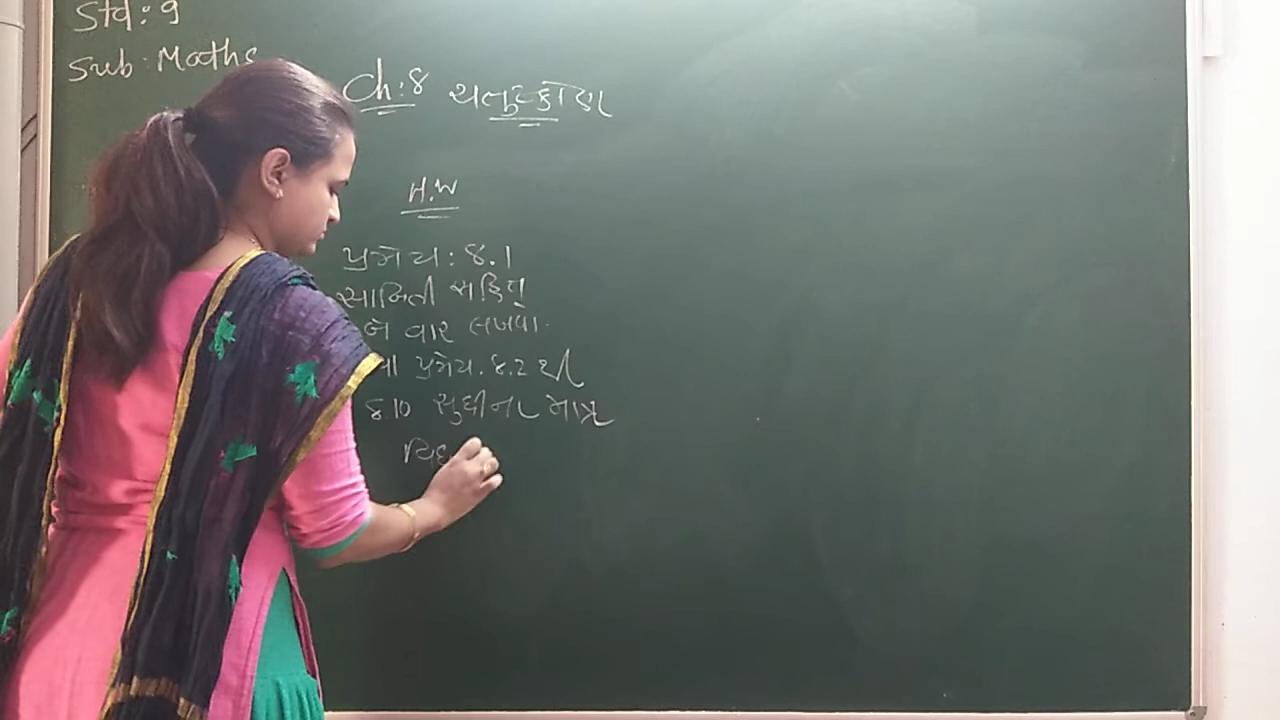 Std: 9
Sub: Maths
Ch: 8 ચતુષ્કોણ
H.W
પ્રમેય: 8.1
સાબિતી સહિત
બે વાર લખવા.
પ્રમેય. 8.2 થી
8.10 સુધીના માત્ર
વિધ